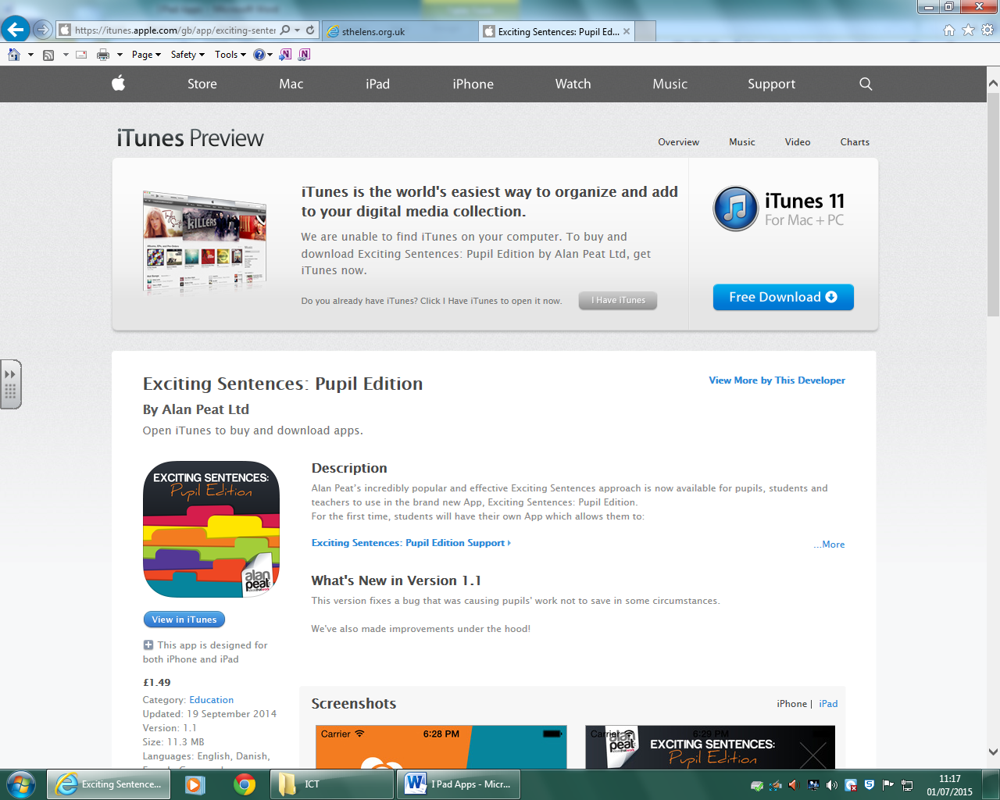 https://itunes.apple.com/gb/app/exciting-senter
sthelens.org.uk
Exciting Sentences: Pupil Ed...
Page
Safety
Tools
Store
Mac
iPad
iPhone
Watch
Music
Support
iTunes Preview
Overview
Music
Video
Charts
iTunes is the world's easiest way to organize and add
to your digital media collection.
We are unable to find iTunes on your computer. To buy and
download Exciting Sentences: Pupil Edition by Alan Peat Ltd, get
iTunes now.
Do you already have iTunes? Click I Have iTunes to open it now.
I Have iTunes
KILLERS
iTunes 11
For Mac + PC
Free Download
Exciting Sentences: Pupil Edition
View More by This Developer
By Alan Peat Ltd
Open iTunes to buy and download apps.
EXCITING SENTENCES:
Pupil Edition
alan
peat
View in iTunes
This app is designed for
both iPhone and iPad
£1.49
Category: Education
Updated: 19 September 2014
Version: 1.1
Size: 11.3 MB
Languages: English, Danish,
Description
Alan Peat's incredibly popular and effective Exciting Sentences approach is now available for pupils, students and
teachers to use in the brand new App, Exciting Sentences: Pupil Edition.
For the first time, students will have their own App which allows them to:
Exciting Sentences: Pupil Edition Support
...More
What's New in Version 1.1
This version fixes a bug that was causing pupils' work not to save in some circumstances.
We've also made improvements under the hood!
Screenshots
iPhone |
iPad
Carrier
6:28 PM
Carrier
6:29 PM
alan
peat
EXCITING SENTENCES:
Pupil Edition
Exciting Sentence...
ICT
I Pad Apps - Micr...
11:17
01/07/2015